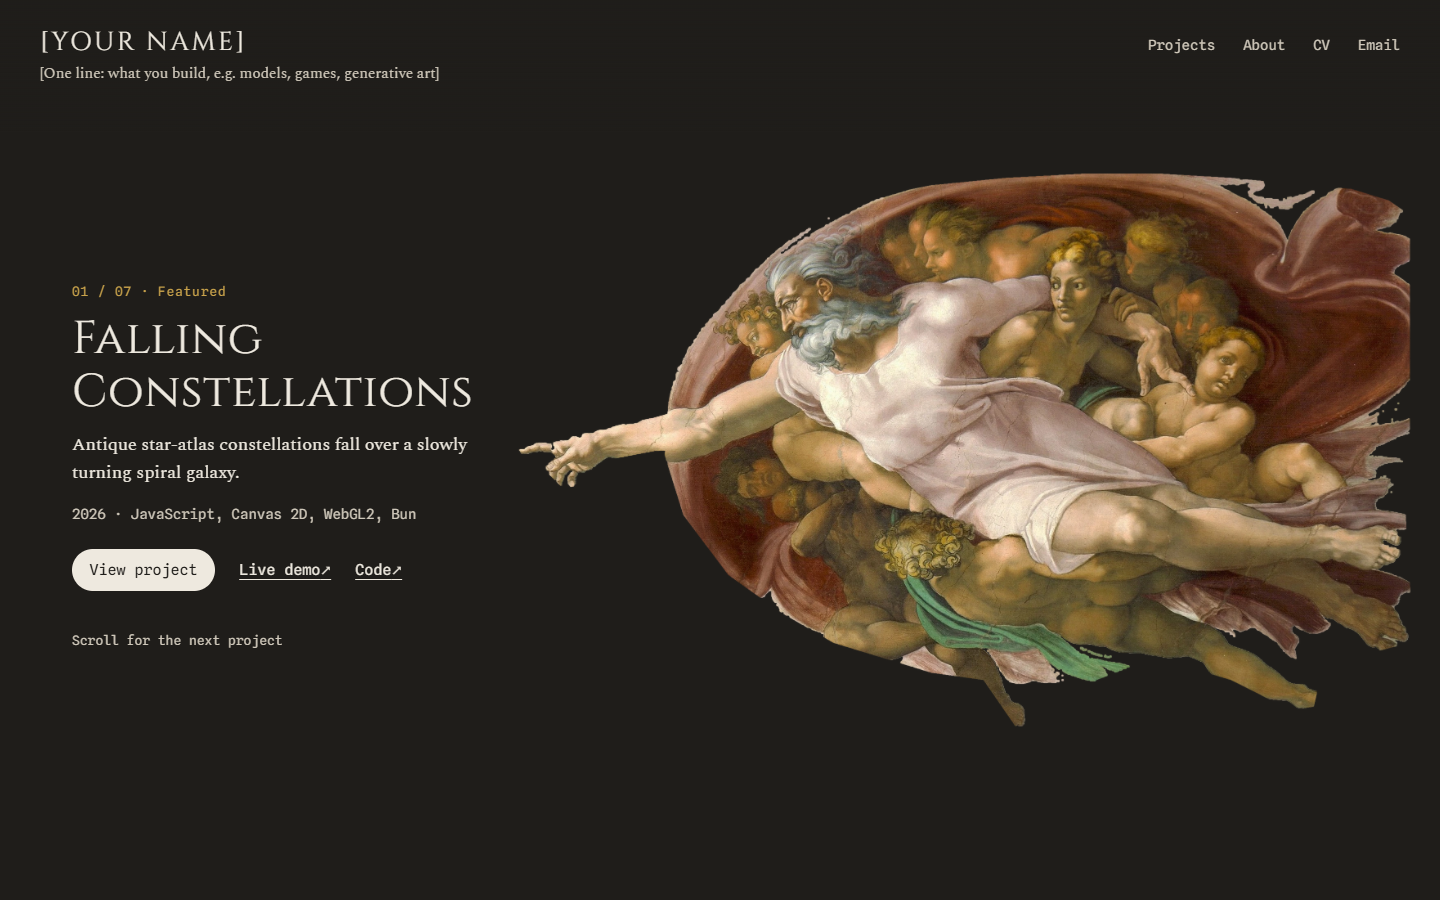 [YOUR NAME]
[One line: what you build, e.g. models, games, generative art]
Projects About CV Email
01 / 07 · Featured
Falling
Constellations
Antique star-atlas constellations fall over a slowly
turning spiral galaxy.
2026 · JavaScript, Canvas 2D, WebGL2, Bun
View project Live demo↗ Code↗
Scroll for the next project